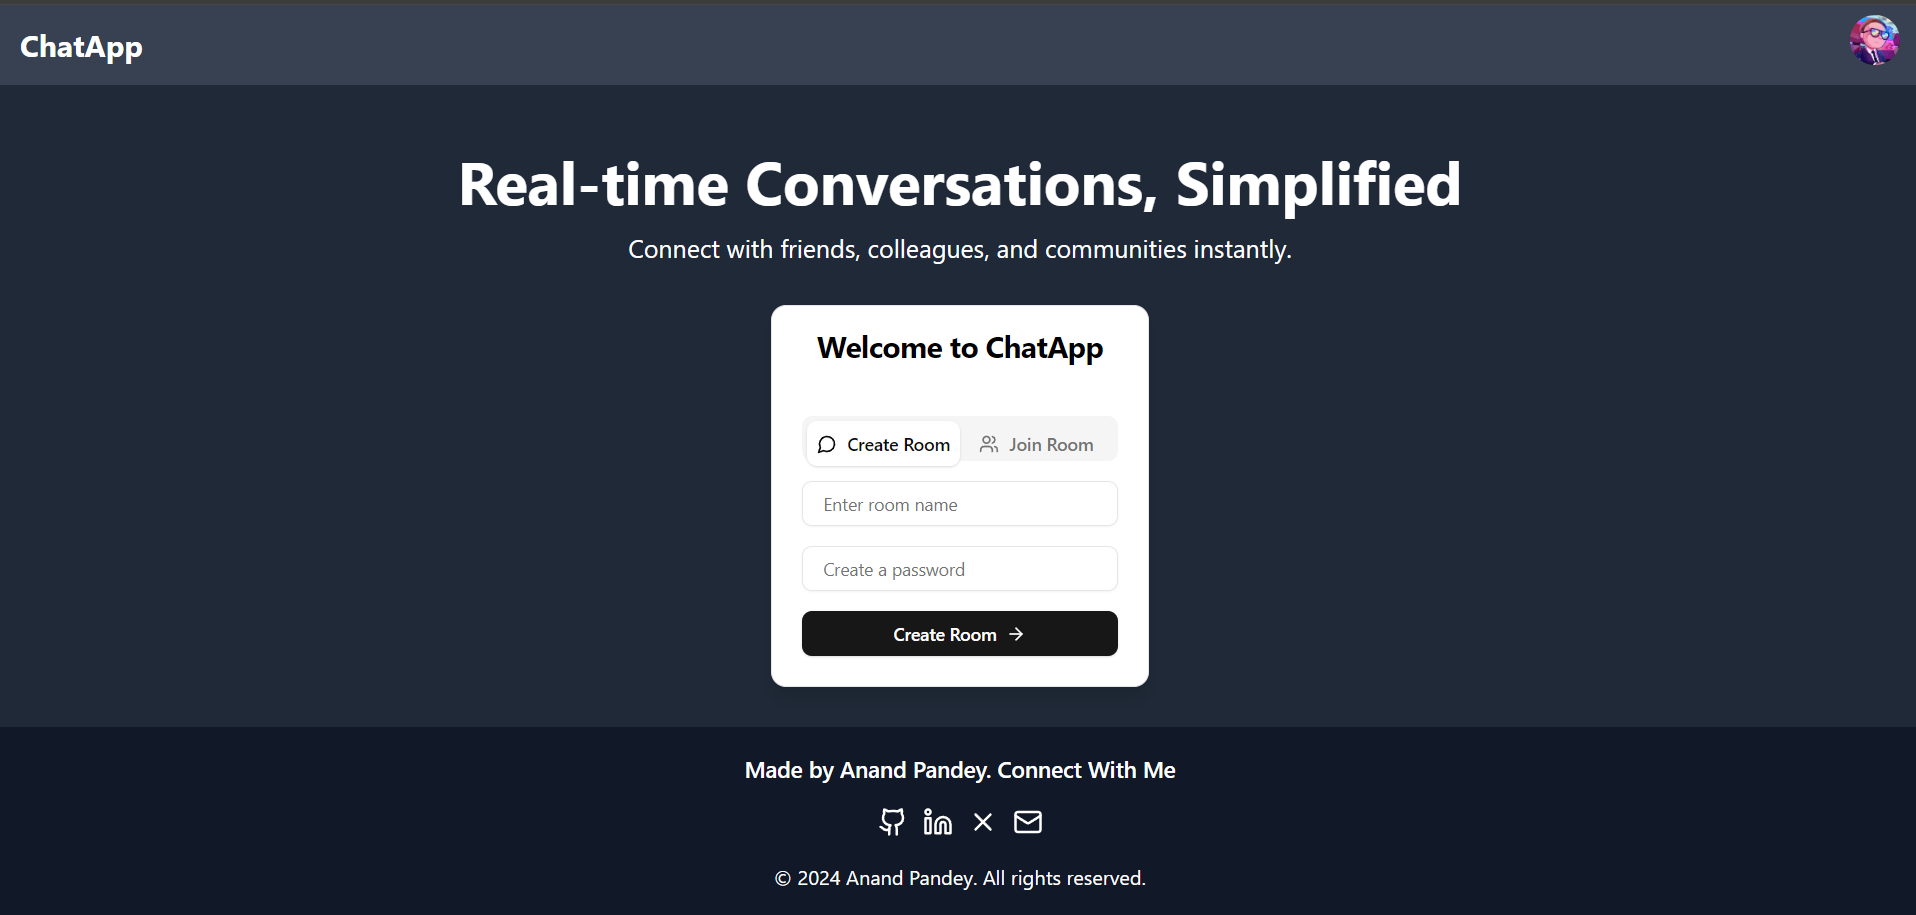 ChatApp
Real-time Conversations, Simplified
Connect with friends, colleagues, and communities instantly.
Welcome to ChatApp
Create Room
Join Room
Enter room name
Create a password
Create Room
Made by Anand Pandey. Connect With Me
© 2024 Anand Pandey. All rights reserved.